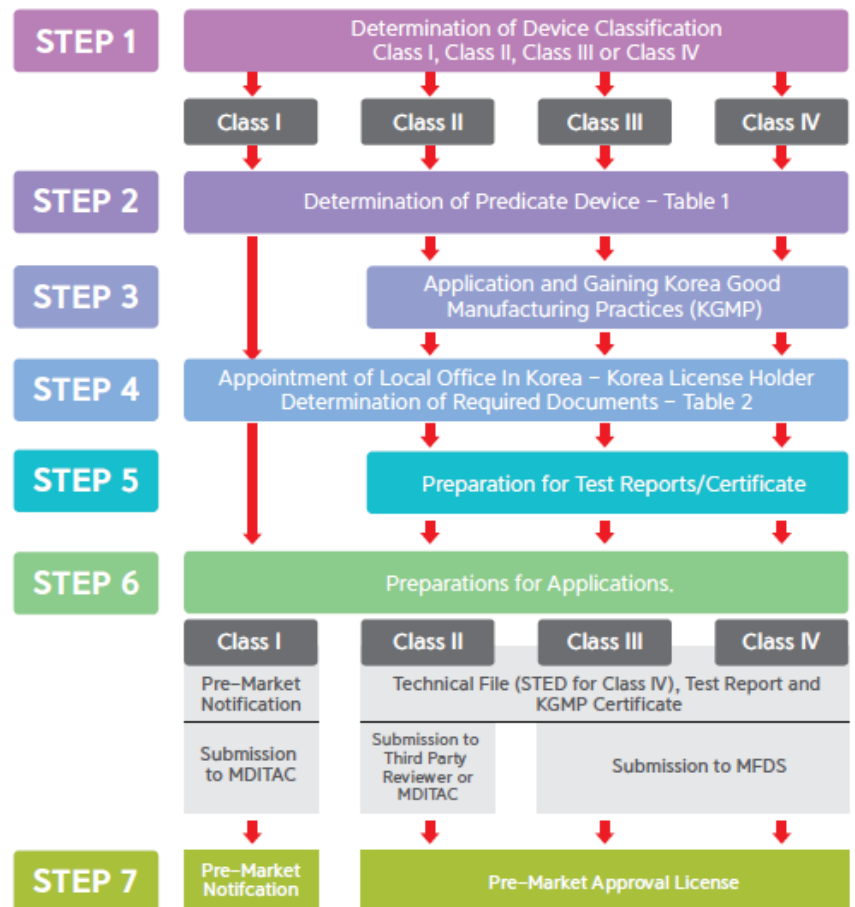 STEP 1
Determination of Device Classification
Class I, Class II, Class III or Class IV
Class I
Class II
Class III
Class IV
STEP 2
Determination of Predicate Device – Table 1
STEP 3
Application and Gaining Korea Good
Manufacturing Practices (KGMP)
STEP 4
Appointment of Local Office In Korea – Korea License Holder
Determination of Required Documents – Table 2
STEP 5
Preparation for Test Reports/Certificate
STEP 6
Preparations for Applications.
Class I
Class II
Class III
Class IV
Pre-Market
Notification
Technical File (STED for Class IV), Test Report and
KGMP Certificate
Submission
to MDITAC
Submission to
Third Party
Reviewer or
MDITAC
Submission to MFDS
STEP 7
Pre-Market
Notifcation
Pre-Market Approval License